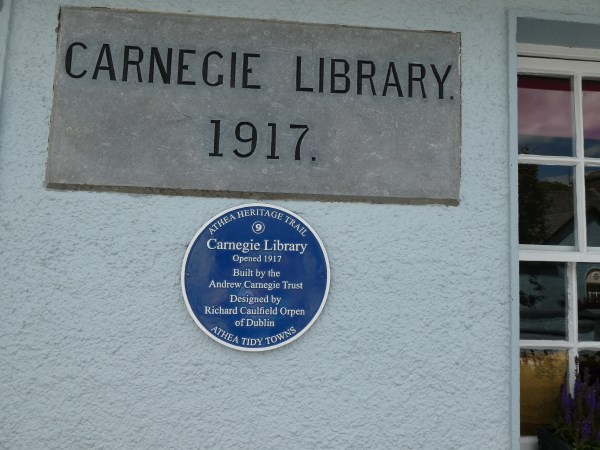 CARNEGIE LIBRARY.
1917.
ATHEA HERITAGE TRAIL
9
Carnegie Library
Opened 1917
Built by the
Andrew Carnegie Trust
Designed by
Richard Caulfield Orpen
of Dublin
ATHEA TIDY TOWNS